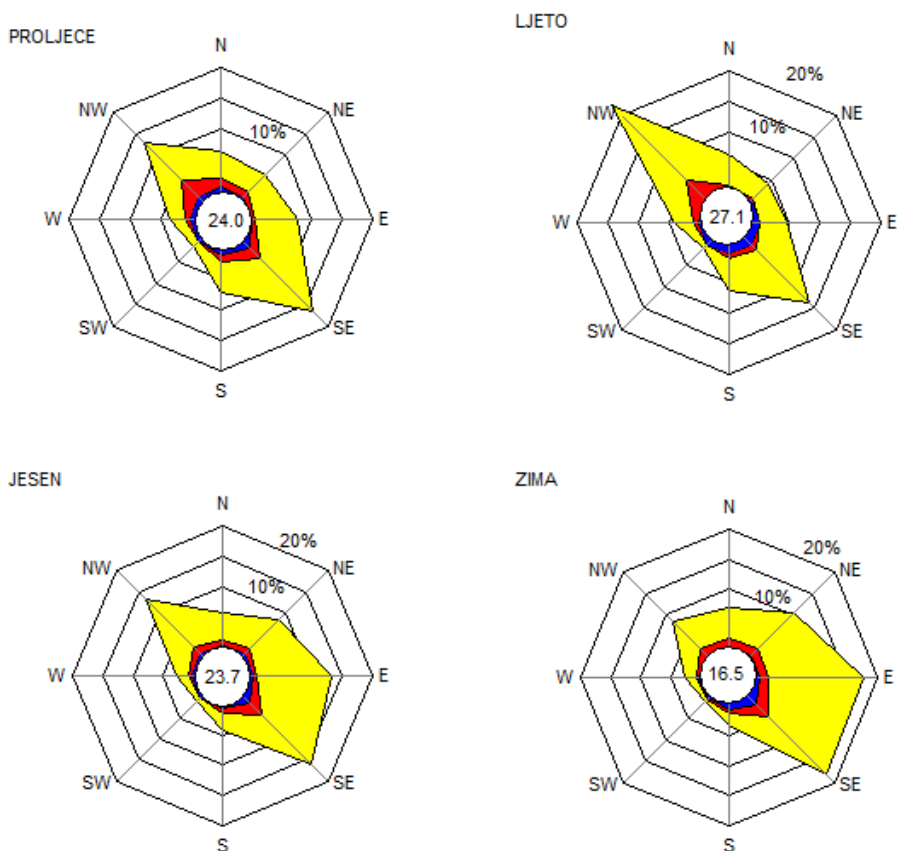 PROLJECE
N
NW
NE
10%
W
24.0
E
SW
SE
S
LJETO
N
20%
NW
NE
10%
W
27.1
E
SW
SE
S
JESEN
N
20%
NW
NE
10%
W
23.7
E
SW
SE
S
ZIMA
N
20%
NW
NE
10%
W
16.5
E
SW
SE
S